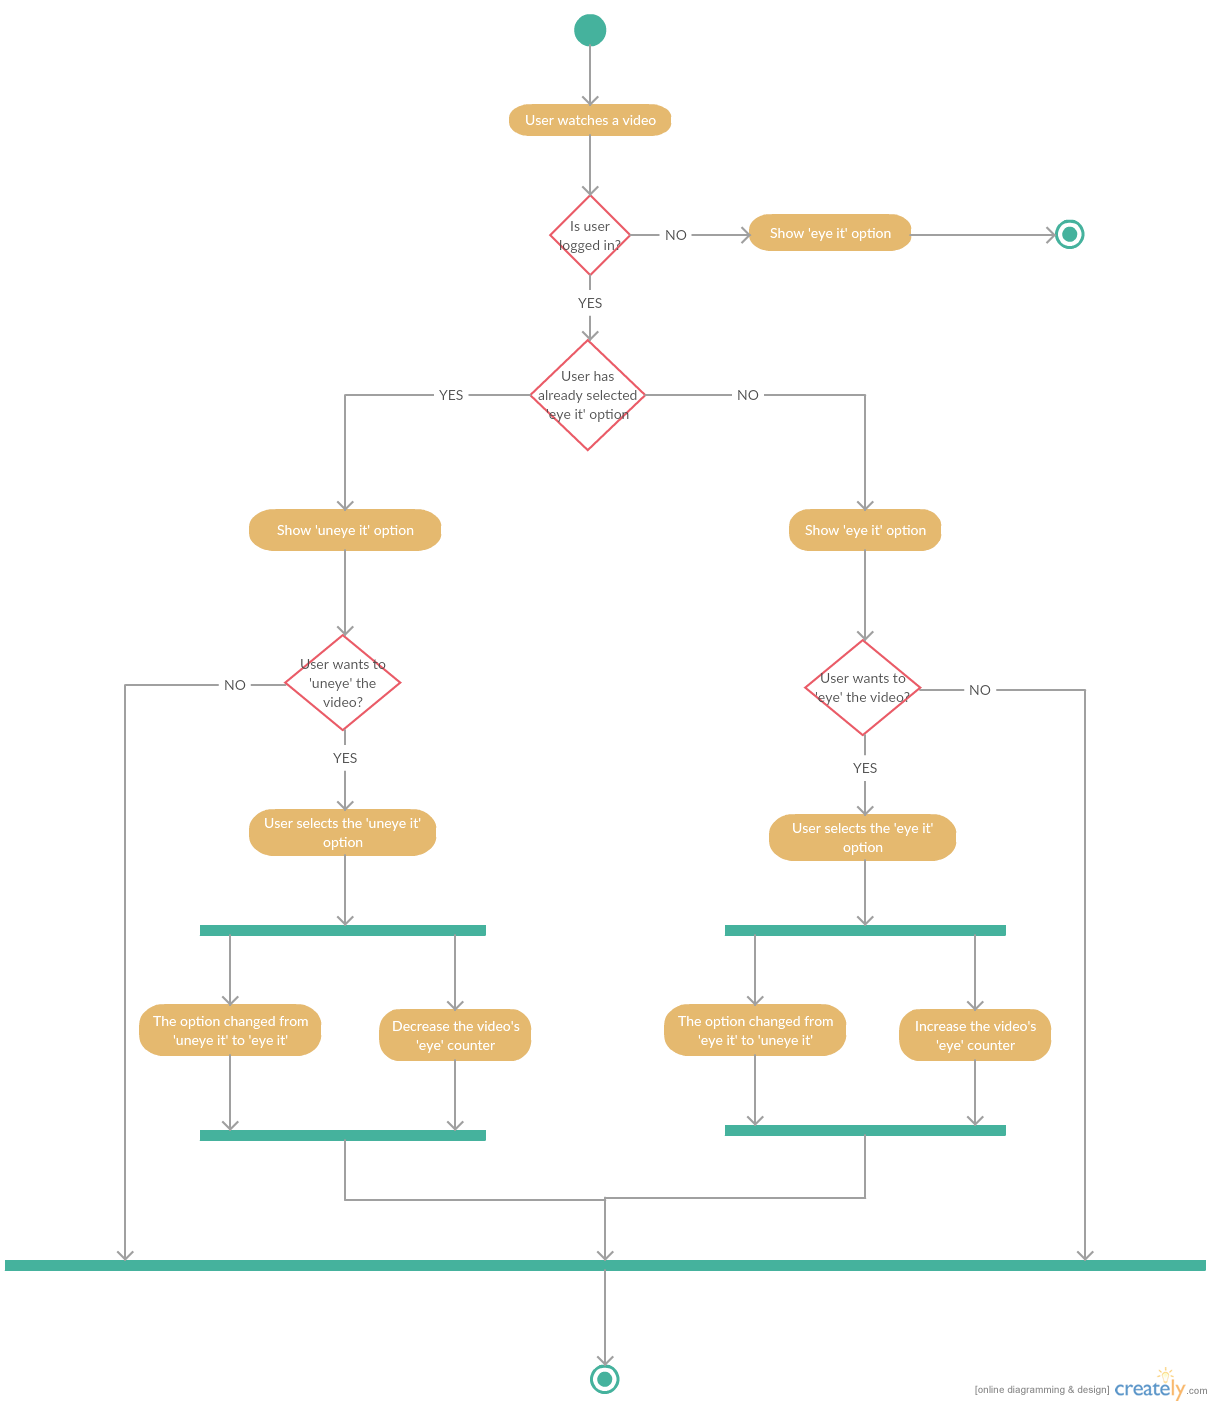 User watches a video
Is user
logged in?
NO
Show 'eye it' option
YES
User has
already selected
'eye it' option
YES
NO
Show 'uneye it' option
Show 'eye it' option
User wants to
'uneye' the
video?
NO
User wants to
'eye' the video?
NO
YES
YES
User selects the 'uneye it'
option
User selects the 'eye it'
option
The option changed from
'uneye it' to 'eye it'
Decrease the video's
'eye' counter
The option changed from
'eye it' to 'uneye it'
Increase the video's
'eye' counter
[online diagramming & design] creately.com